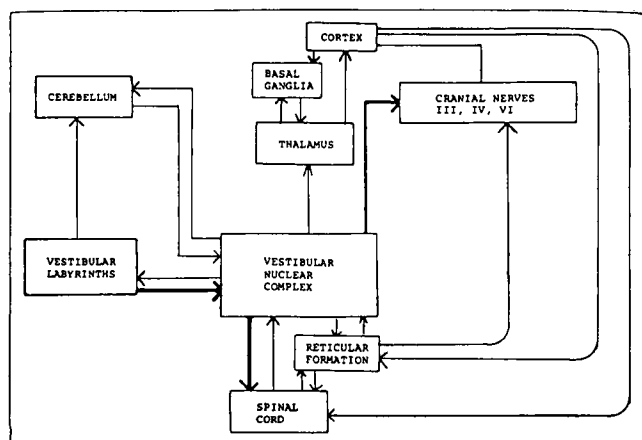 CORTEX
BASAL
GANGLIA
CEREBELLUM
CRANIAL NERVES
III, IV, VI
THALAMUS
VESTIBULAR
LABYRINTHS
VESTIBULAR
NUCLEAR
COMPLEX
RETICULAR
FORMATION
SPINAL
CORD